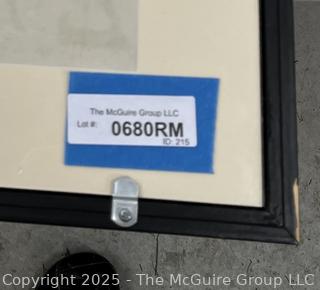 The McGuire Group LLC
Lot #: 0680RM
ID: 215
Copyright © 2025 - The McGuire Group LLC